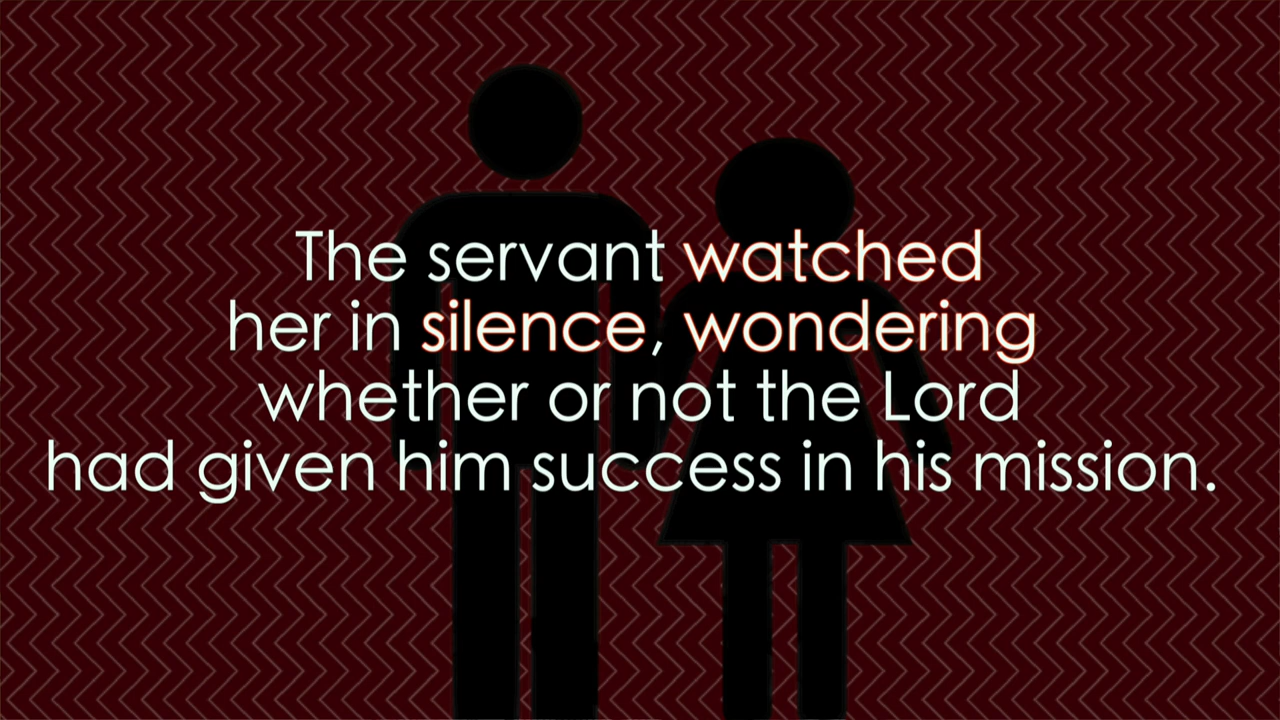 The servant watched
her in silence, wondering
whether or not the Lord
had given him success in his mission.